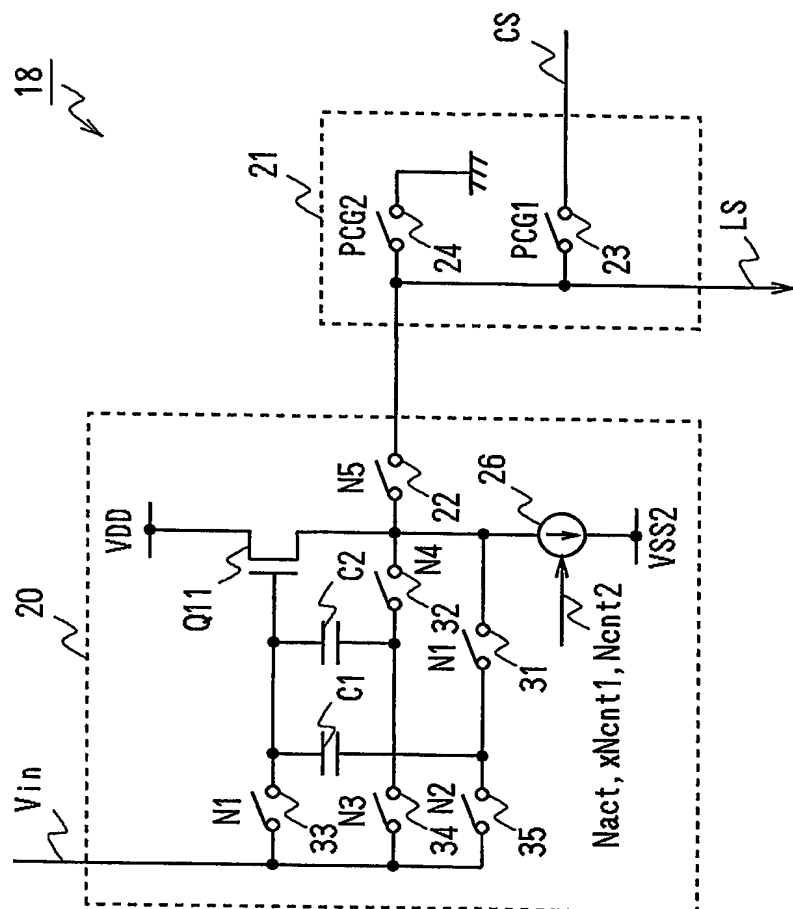 18
20
21
Vin
VDD
Q11
C2
C1
N1
33
N3
34
N2
35
N4
32
N1
31
N5
22
26
VSS2
Nact, xNcnt1, Ncnt2
PCG2
24
PCG1
23
CS
LS